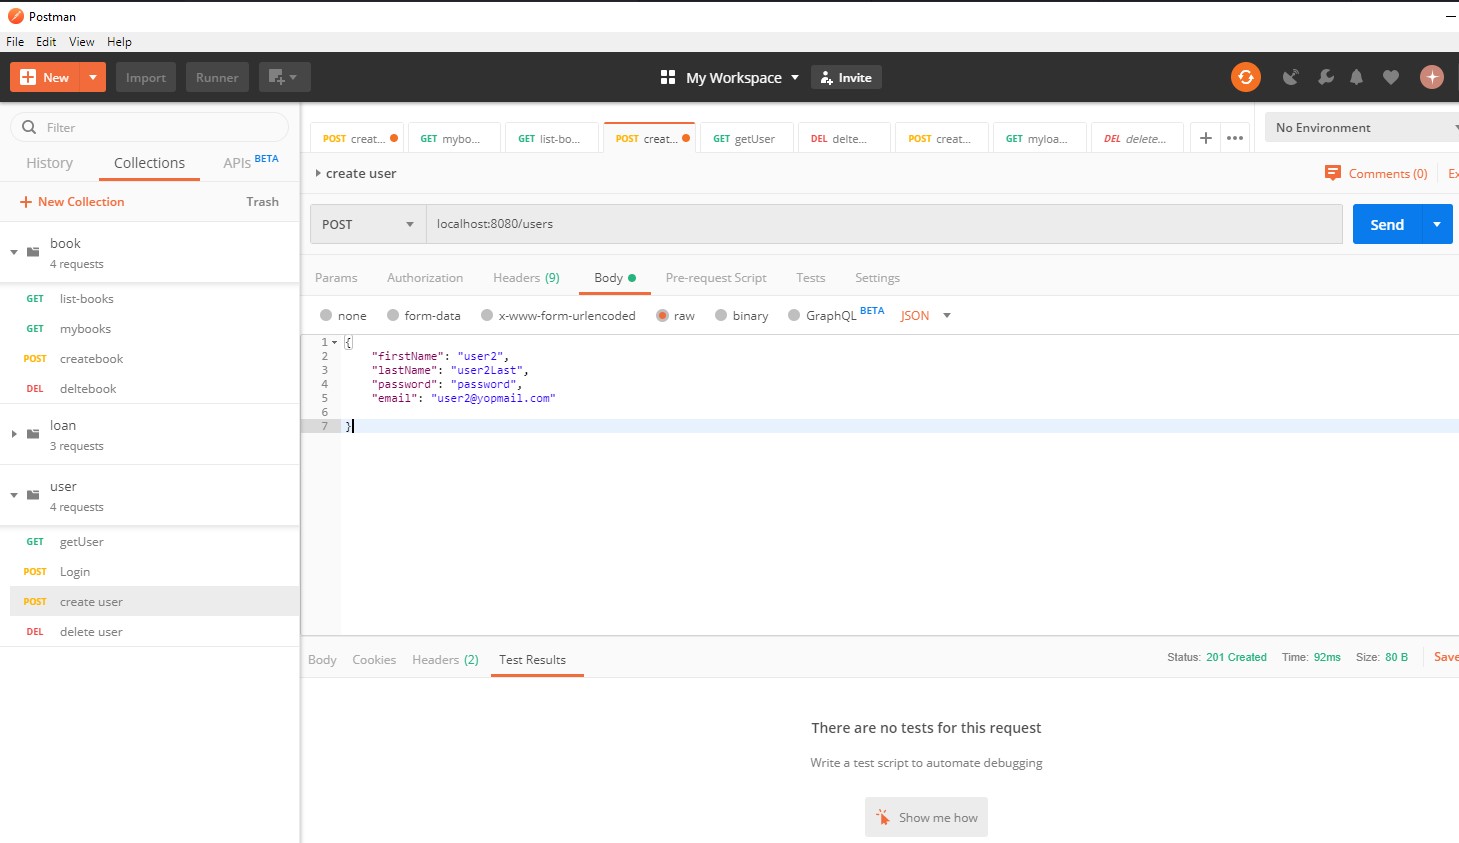 Postman
File Edit View Help
New Import Runner My Workspace Invite
Filter
History Collections APIs BETA
New Collection Trash
book
4 requests
GET list-books
GET mybooks
POST createbook
DEL deltebook
loan
3 requests
user
4 requests
GET getUser
POST Login
POST create user
DEL delete user
POST creat... GET mybo... GET list-bo... POST creat... GET getUser DEL delte... POST creat... GET myloa... DEL delete... No Environment
create user Comments (0) Ex
POST localhost:8080/users Send
Params Authorization Headers (9) Body Pre-request Script Tests Settings
none form-data x-www-form-urlencoded raw binary GraphQL BETA JSON
1 {
2 "firstName": "user2",
3 "lastName": "user2Last",
4 "password": "password",
5 "email": "user2@yopmail.com"
6
7 }
Body Cookies Headers (2) Test Results Status: 201 Created Time: 92ms Size: 80 B Save
There are no tests for this request
Write a test script to automate debugging
Show me how